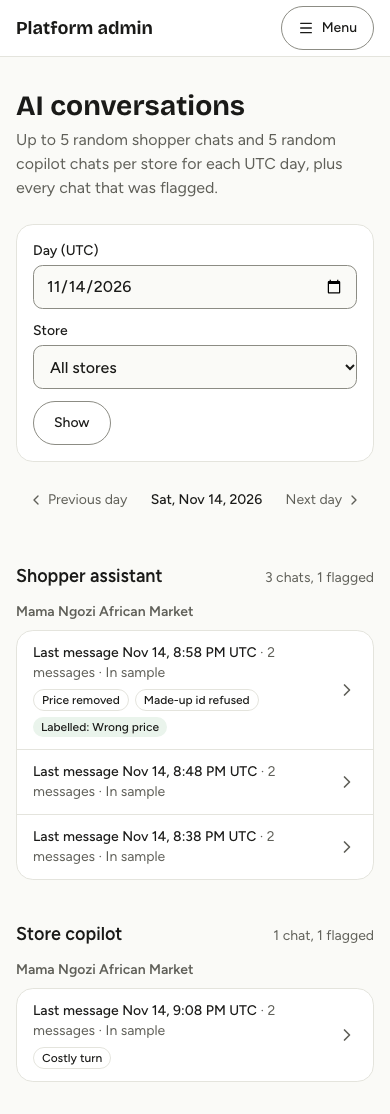 Platform admin
Menu
AI conversations
Up to 5 random shopper chats and 5 random
copilot chats per store for each UTC day, plus
every chat that was flagged.
Day (UTC)
11/14/2026
Store
All stores
Show
Previous day
Sat, Nov 14, 2026
Next day
Shopper assistant
3 chats, 1 flagged
Mama Ngozi African Market
Last message Nov 14, 8:58 PM UTC · 2
messages · In sample
Price removed
Made-up id refused
Labelled: Wrong price
Last message Nov 14, 8:48 PM UTC · 2
messages · In sample
Last message Nov 14, 8:38 PM UTC · 2
messages · In sample
Store copilot
1 chat, 1 flagged
Mama Ngozi African Market
Last message Nov 14, 9:08 PM UTC · 2
messages · In sample
Costly turn